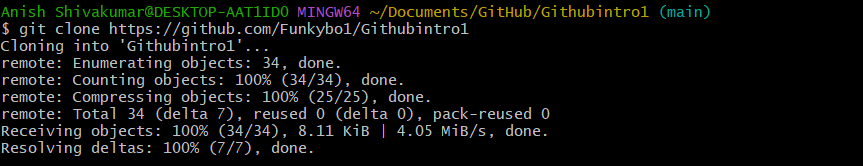 Anish Shivakumar@DESKTOP-AAT1ID0 MINGW64 ~/Documents/GitHub/Githubintro1 (main)
$ git clone https://github.com/Funkybo1/Githubintro1
Cloning into 'Githubintro1'...
remote: Enumerating objects: 34, done.
remote: Counting objects: 100% (34/34), done.
remote: Compressing objects: 100% (25/25), done.
remote: Total 34 (delta 7), reused 0 (delta 0), pack-reused 0
Receiving objects: 100% (34/34), 8.11 KiB | 4.05 MiB/s, done.
Resolving deltas: 100% (7/7), done.